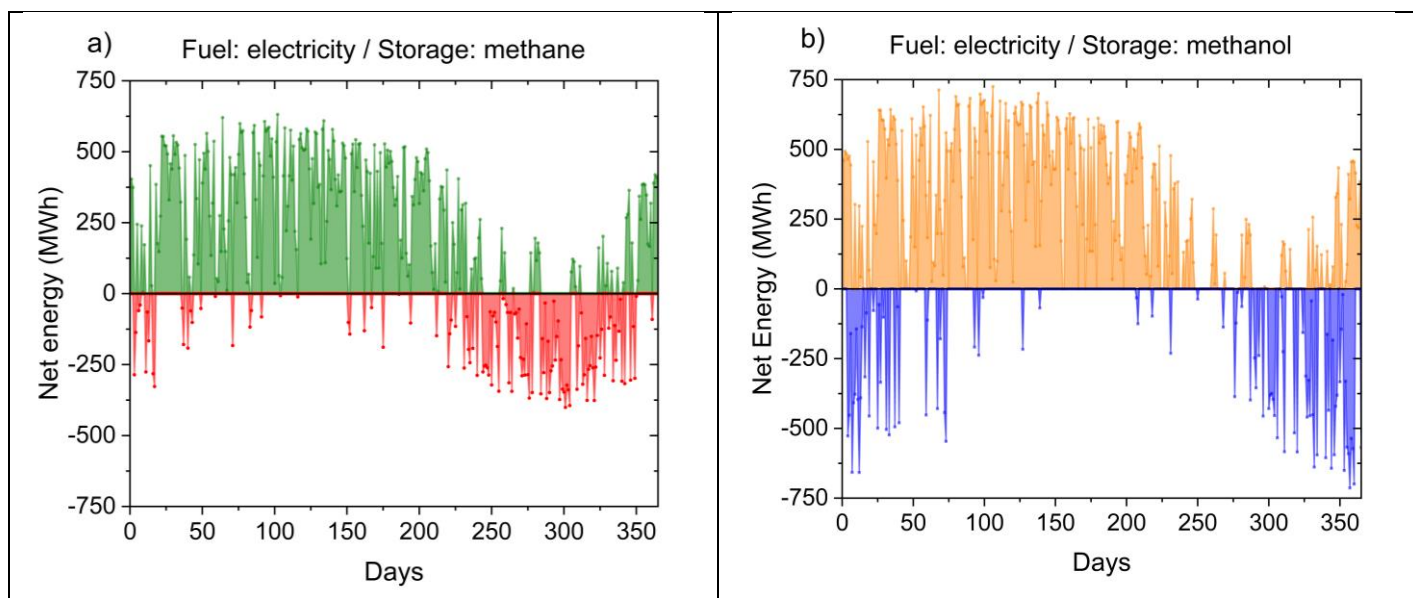 a)
Fuel: electricity / Storage: methane
Net energy (MWh)
750
500
250
0
-250
-500
-750
0 50 100 150 200 250 300 350
Days
b)
Fuel: electricity / Storage: methanol
Net Energy (MWh)
750
500
250
0
-250
-500
-750
0 50 100 150 200 250 300 350
Days